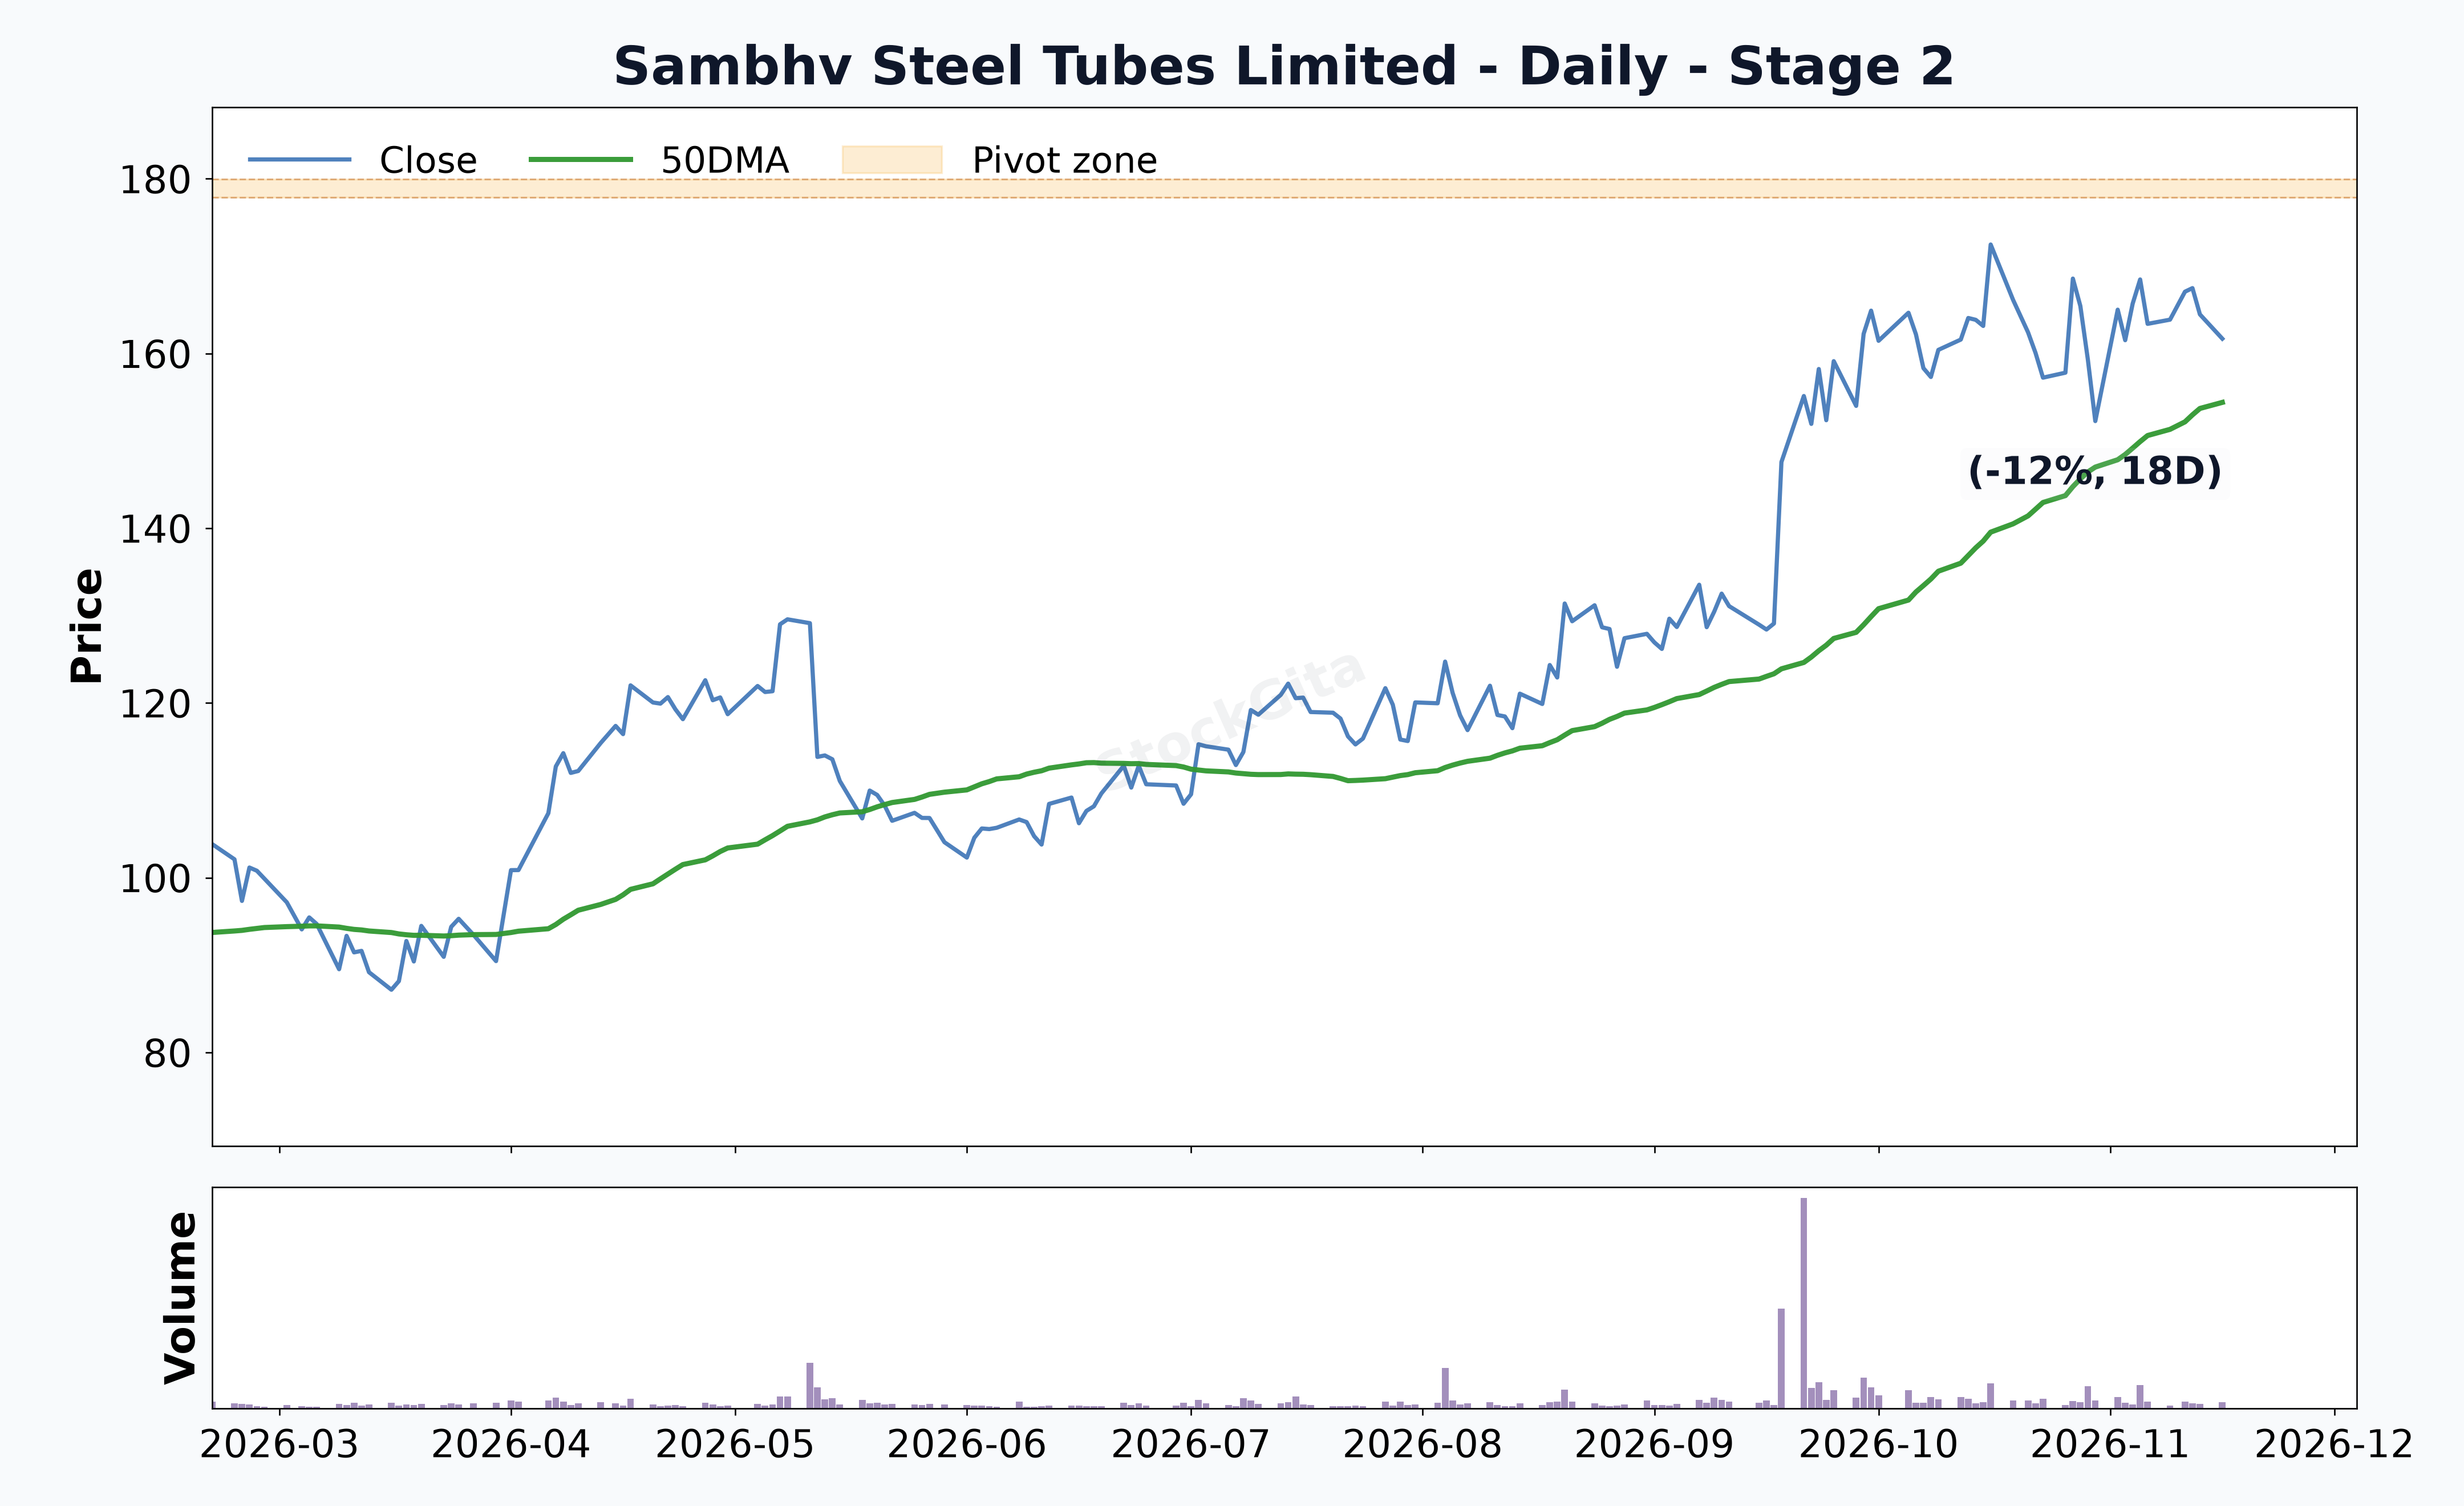 Sambhv Steel Tubes Limited - Daily - Stage 2
Close 50DMA Pivot zone
180
160
140
120
100
80
Price
(-12%, 18D)
StockGita
Volume
2026-03 2026-04 2026-05 2026-06 2026-07 2026-08 2026-09 2026-10 2026-11 2026-12